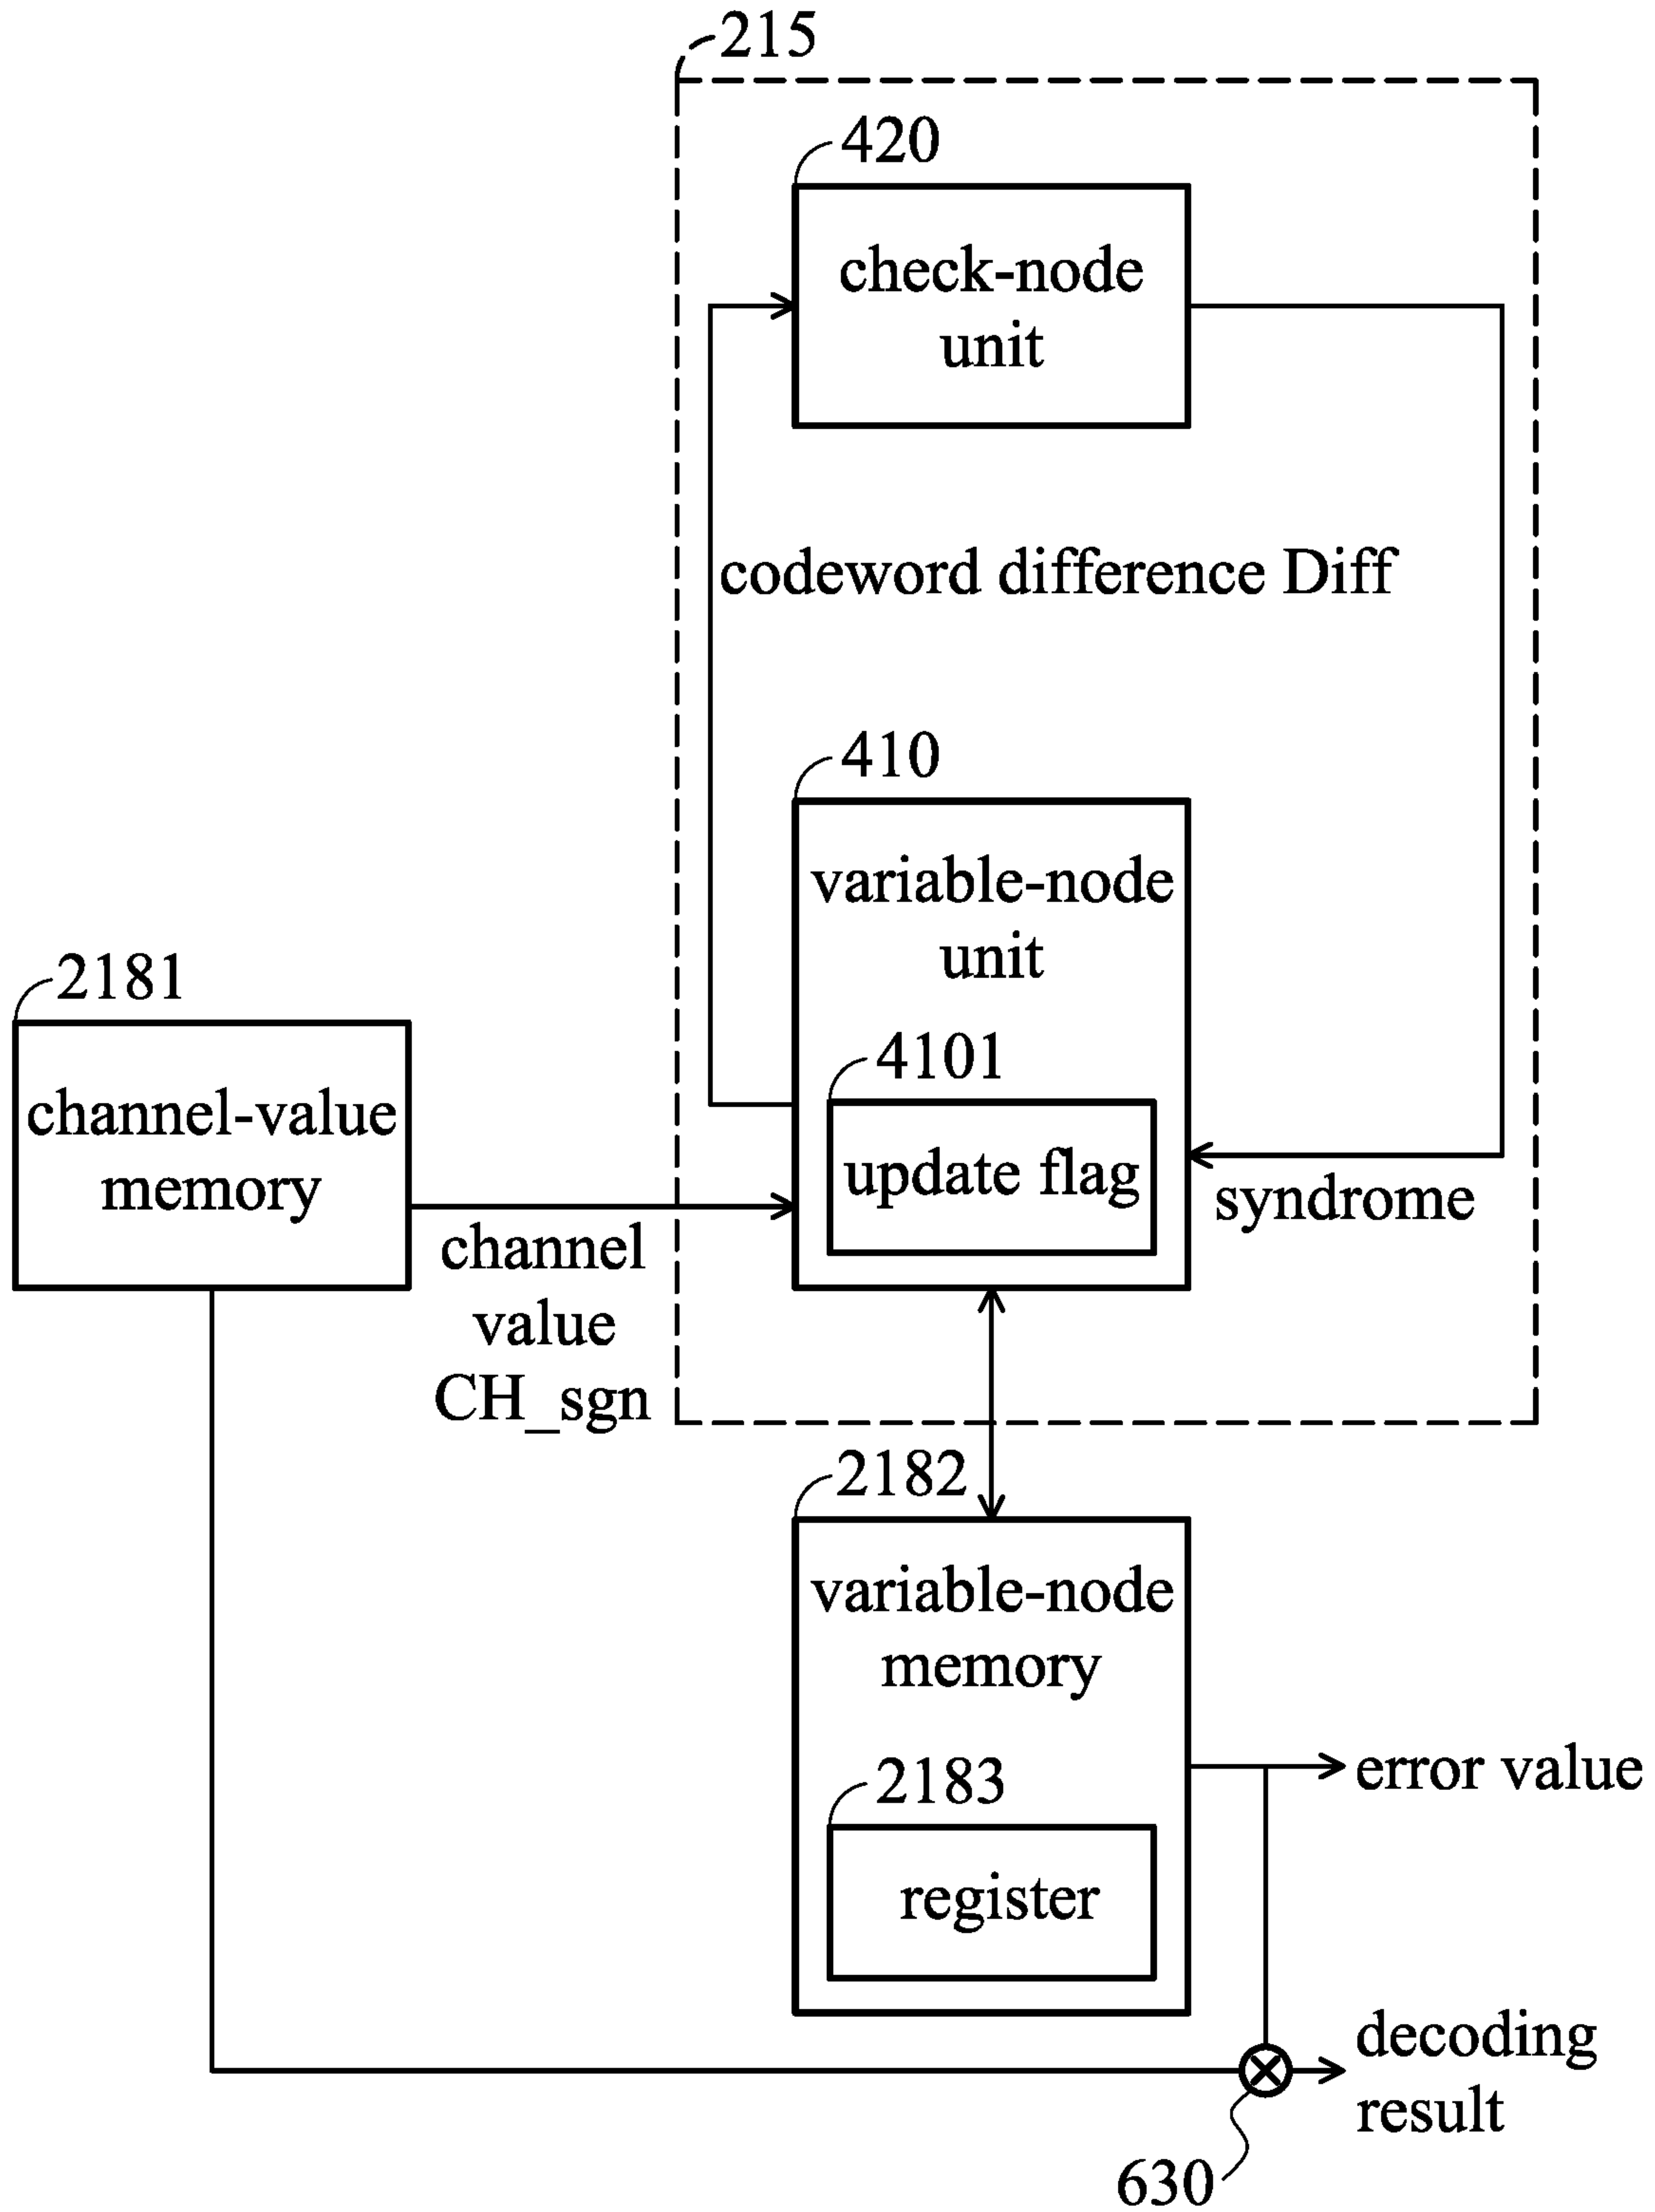 215
420
check-node
unit
codeword difference Diff
410
variable-node
unit
4101
update flag
syndrome
2181
channel-value
memory
channel
value
CH_sgn
2182
variable-node
memory
2183
register
error value
decoding
result
630